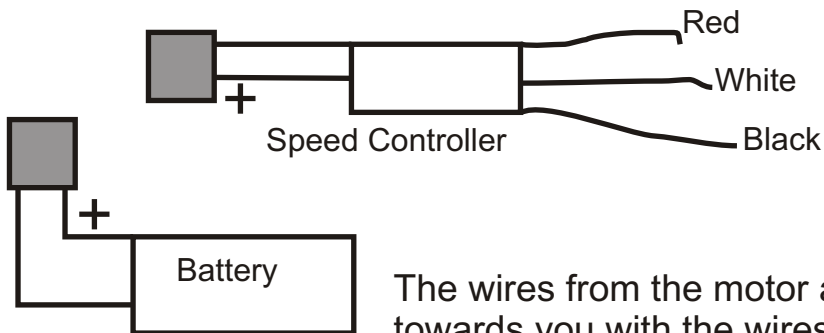 Red
White
+
Speed Controller
Black
+
Battery
The wires from the motor a
towards you with the wires